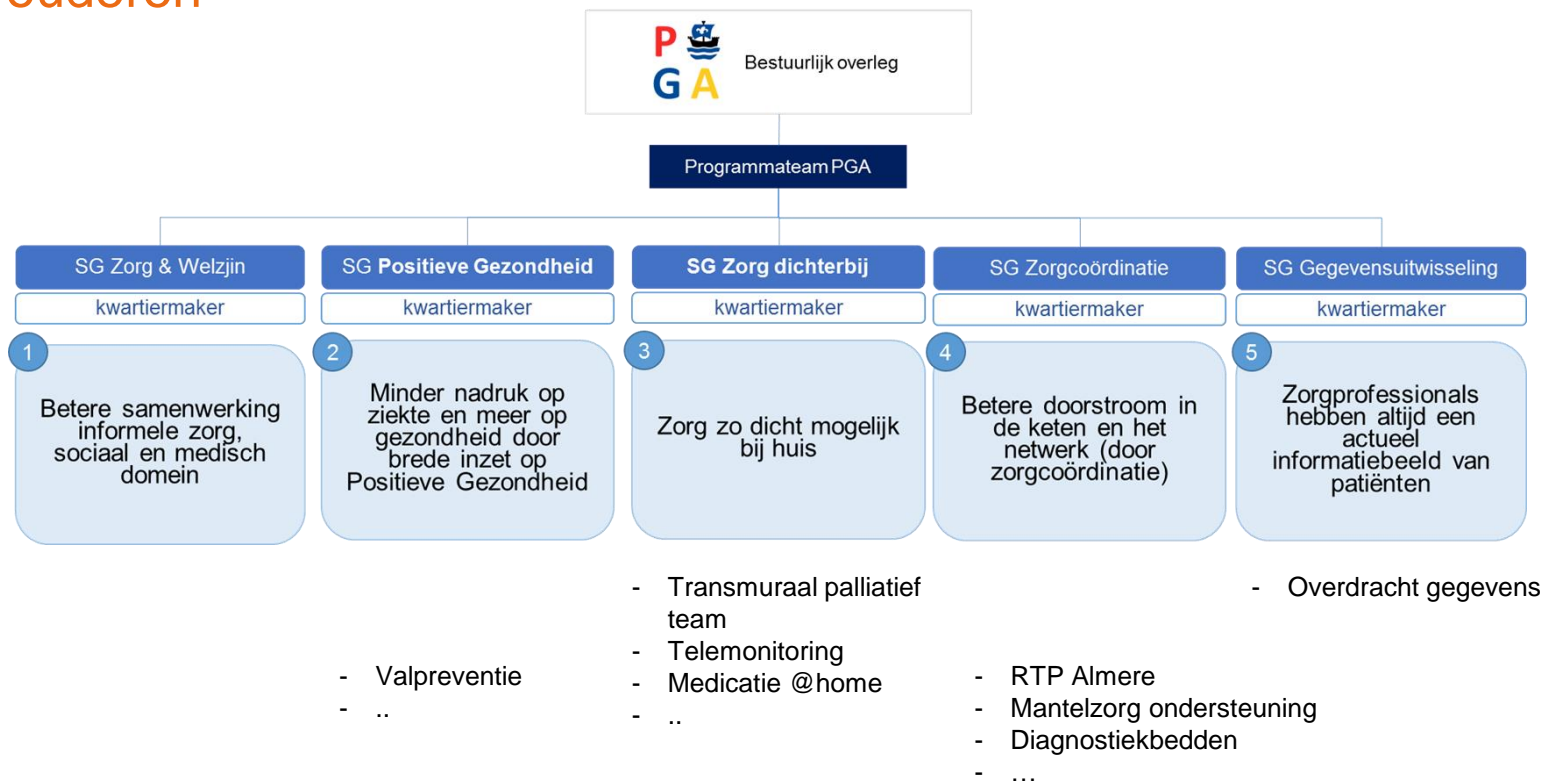 ouderen
P
G A
Bestuurlijk overleg
Programmateam PGA
SG Zorg & Welzjin
kwartiermaker
1
Betere samenwerking
informele zorg,
sociaal en medisch
domein
SG Positieve Gezondheid
kwartiermaker
2
Minder nadruk op
ziekte en meer op
gezondheid door
brede inzet op
Positieve Gezondheid
- Valpreventie
- ..
SG Zorg dichterbij
kwartiermaker
3
Zorg zo dicht mogelijk
bij huis
- Transmuraal palliatief
team
- Telemonitoring
- Medicatie @home
- ..
SG Zorgcoördinatie
kwartiermaker
4
Betere doorstroom in
de keten en het
netwerk (door
zorgcoördinatie)
- RTP Almere
- Mantelzorg ondersteuning
- Diagnostiekbedden
- …
SG Gegevensuitwisseling
kwartiermaker
5
Zorgprofessionals
hebben altijd een
actueel
informatiebeeld van
patiënten
- Overdracht gegevens